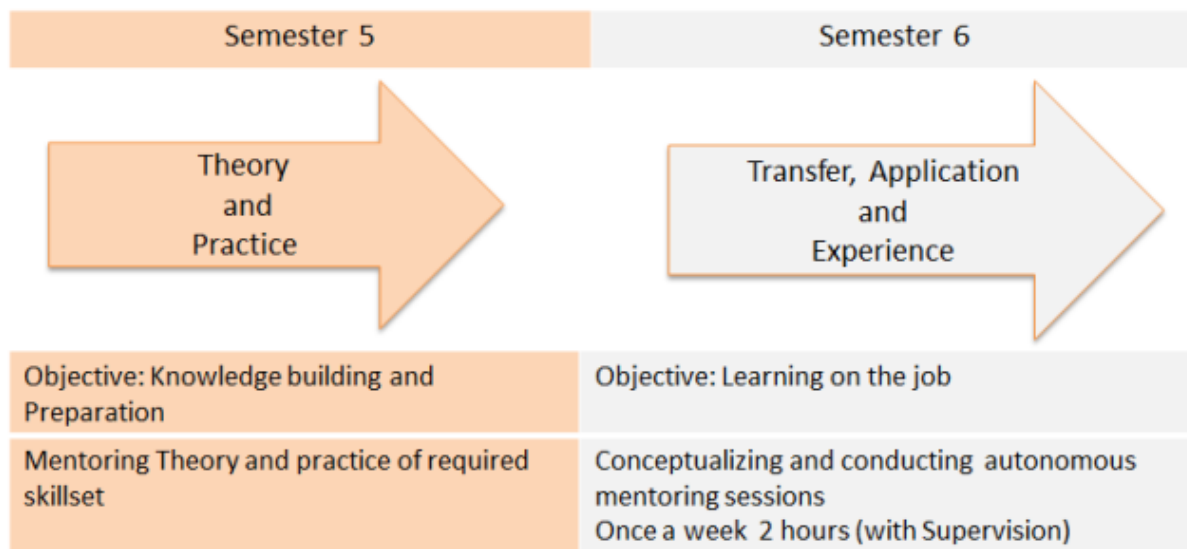 Semester 5
Semester 6
Theory
and
Practice
Transfer, Application
and
Experience
Objective: Knowledge building and
Preparation
Objective: Learning on the job
Mentoring Theory and practice of required
skillset
Conceptualizing and conducting autonomous
mentoring sessions
Once a week 2 hours (with Supervision)